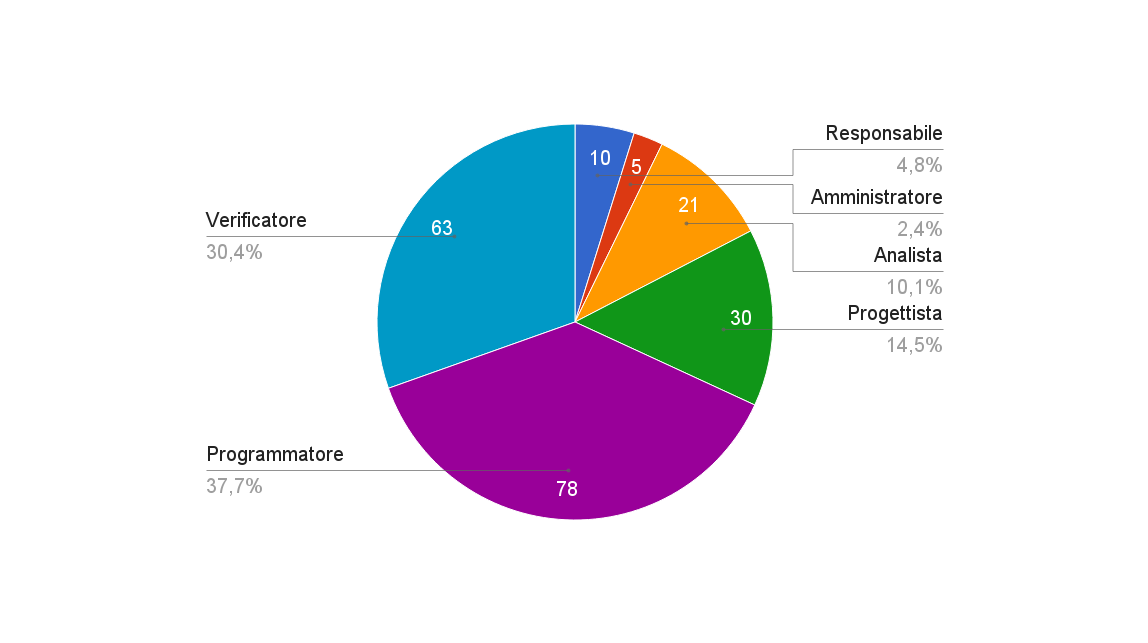 Responsabile
4,8%
10
5
Amministratore
2,4%
21
Verificatore
30,4%
63
Analista
10,1%
Progettista
14,5%
30
Programmatore
37,7%
78